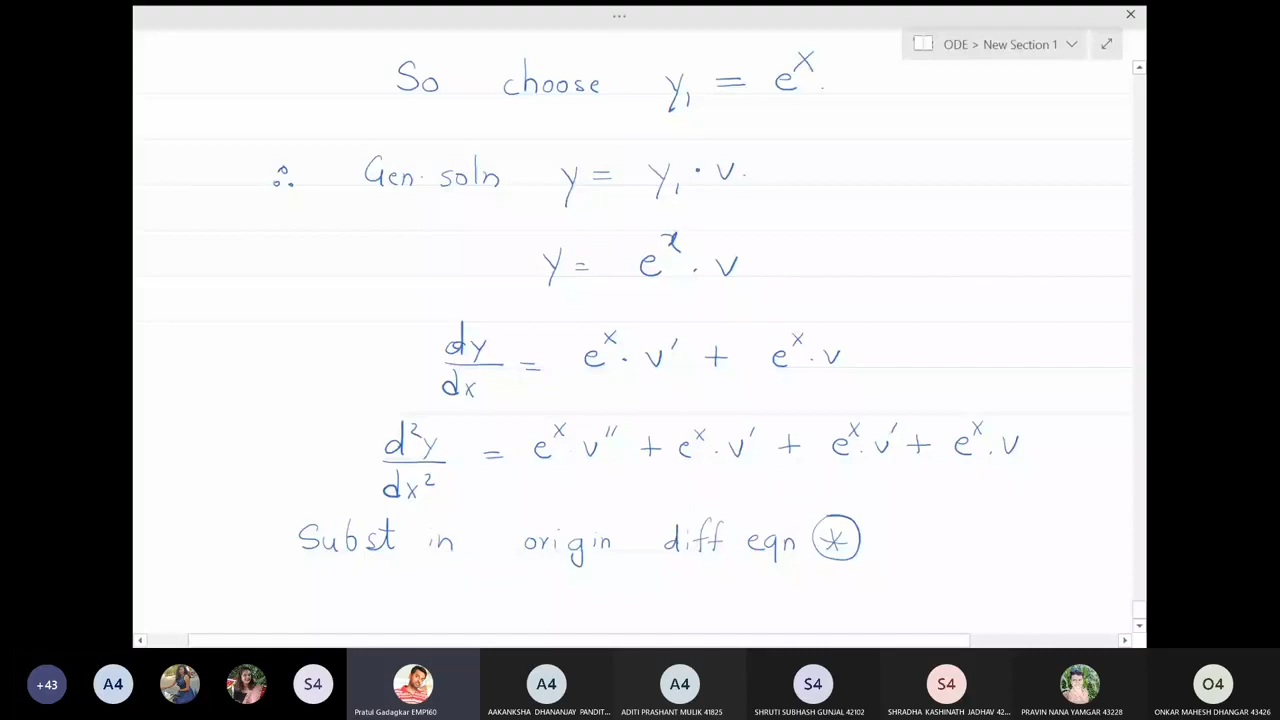 ODE > New Section 1
So choose y₁ = eˣ.
∴ Gen. soln y = y₁ · v.
y = eˣ · v
dy/dx = eˣ · v' + eˣ · v
d²y/dx² = eˣ · v'' + eˣ · v' + eˣ · v' + eˣ · v
Subst in origin diff eqn ⊛
+43
A4
S4
A4
A4
S4
S4
O4
Pratul Gadagkar EMP160
AAKANKSHA DHANANJAY PANDIT...
ADITI PRASHANT MULIK 41825
SHRUTI SUBHASH GUNJAL 42102
SHRADHA KASHINATH JADHAV 42...
PRAVIN NANA YAMGAR 43228
ONKAR MAHESH DHANGAR 43426